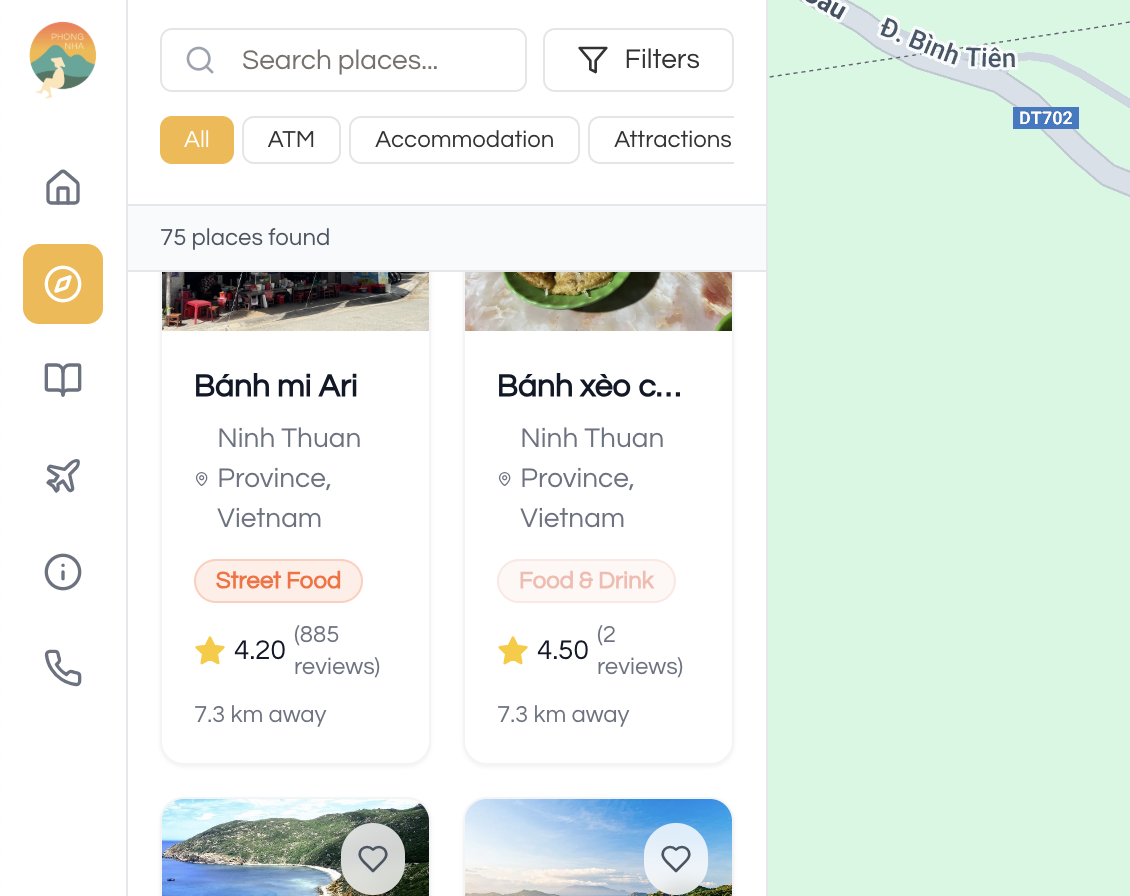 PHONG
NHA
Search places...
Filters
All
ATM
Accommodation
Attractions
75 places found
Bánh mi Ari
Ninh Thuan
Province,
Vietnam
Street Food
4.20 (885
reviews)
7.3 km away
Bánh xèo c...
Ninh Thuan
Province,
Vietnam
Food & Drink
4.50 (2
reviews)
7.3 km away
Đ. Bình Tiên
DT702